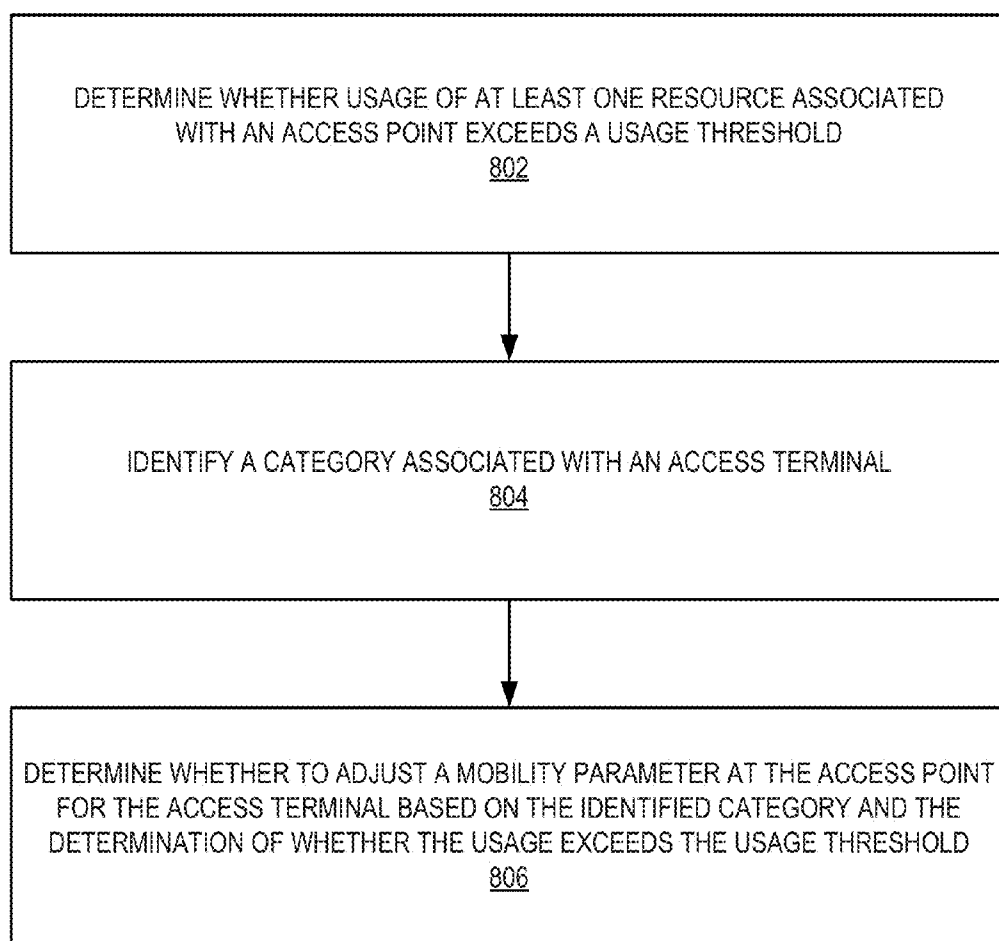 DETERMINE WHETHER USAGE OF AT LEAST ONE RESOURCE ASSOCIATED
WITH AN ACCESS POINT EXCEEDS A USAGE THRESHOLD
802
IDENTIFY A CATEGORY ASSOCIATED WITH AN ACCESS TERMINAL
804
DETERMINE WHETHER TO ADJUST A MOBILITY PARAMETER AT THE ACCESS POINT
FOR THE ACCESS TERMINAL BASED ON THE IDENTIFIED CATEGORY AND THE
DETERMINATION OF WHETHER THE USAGE EXCEEDS THE USAGE THRESHOLD
806